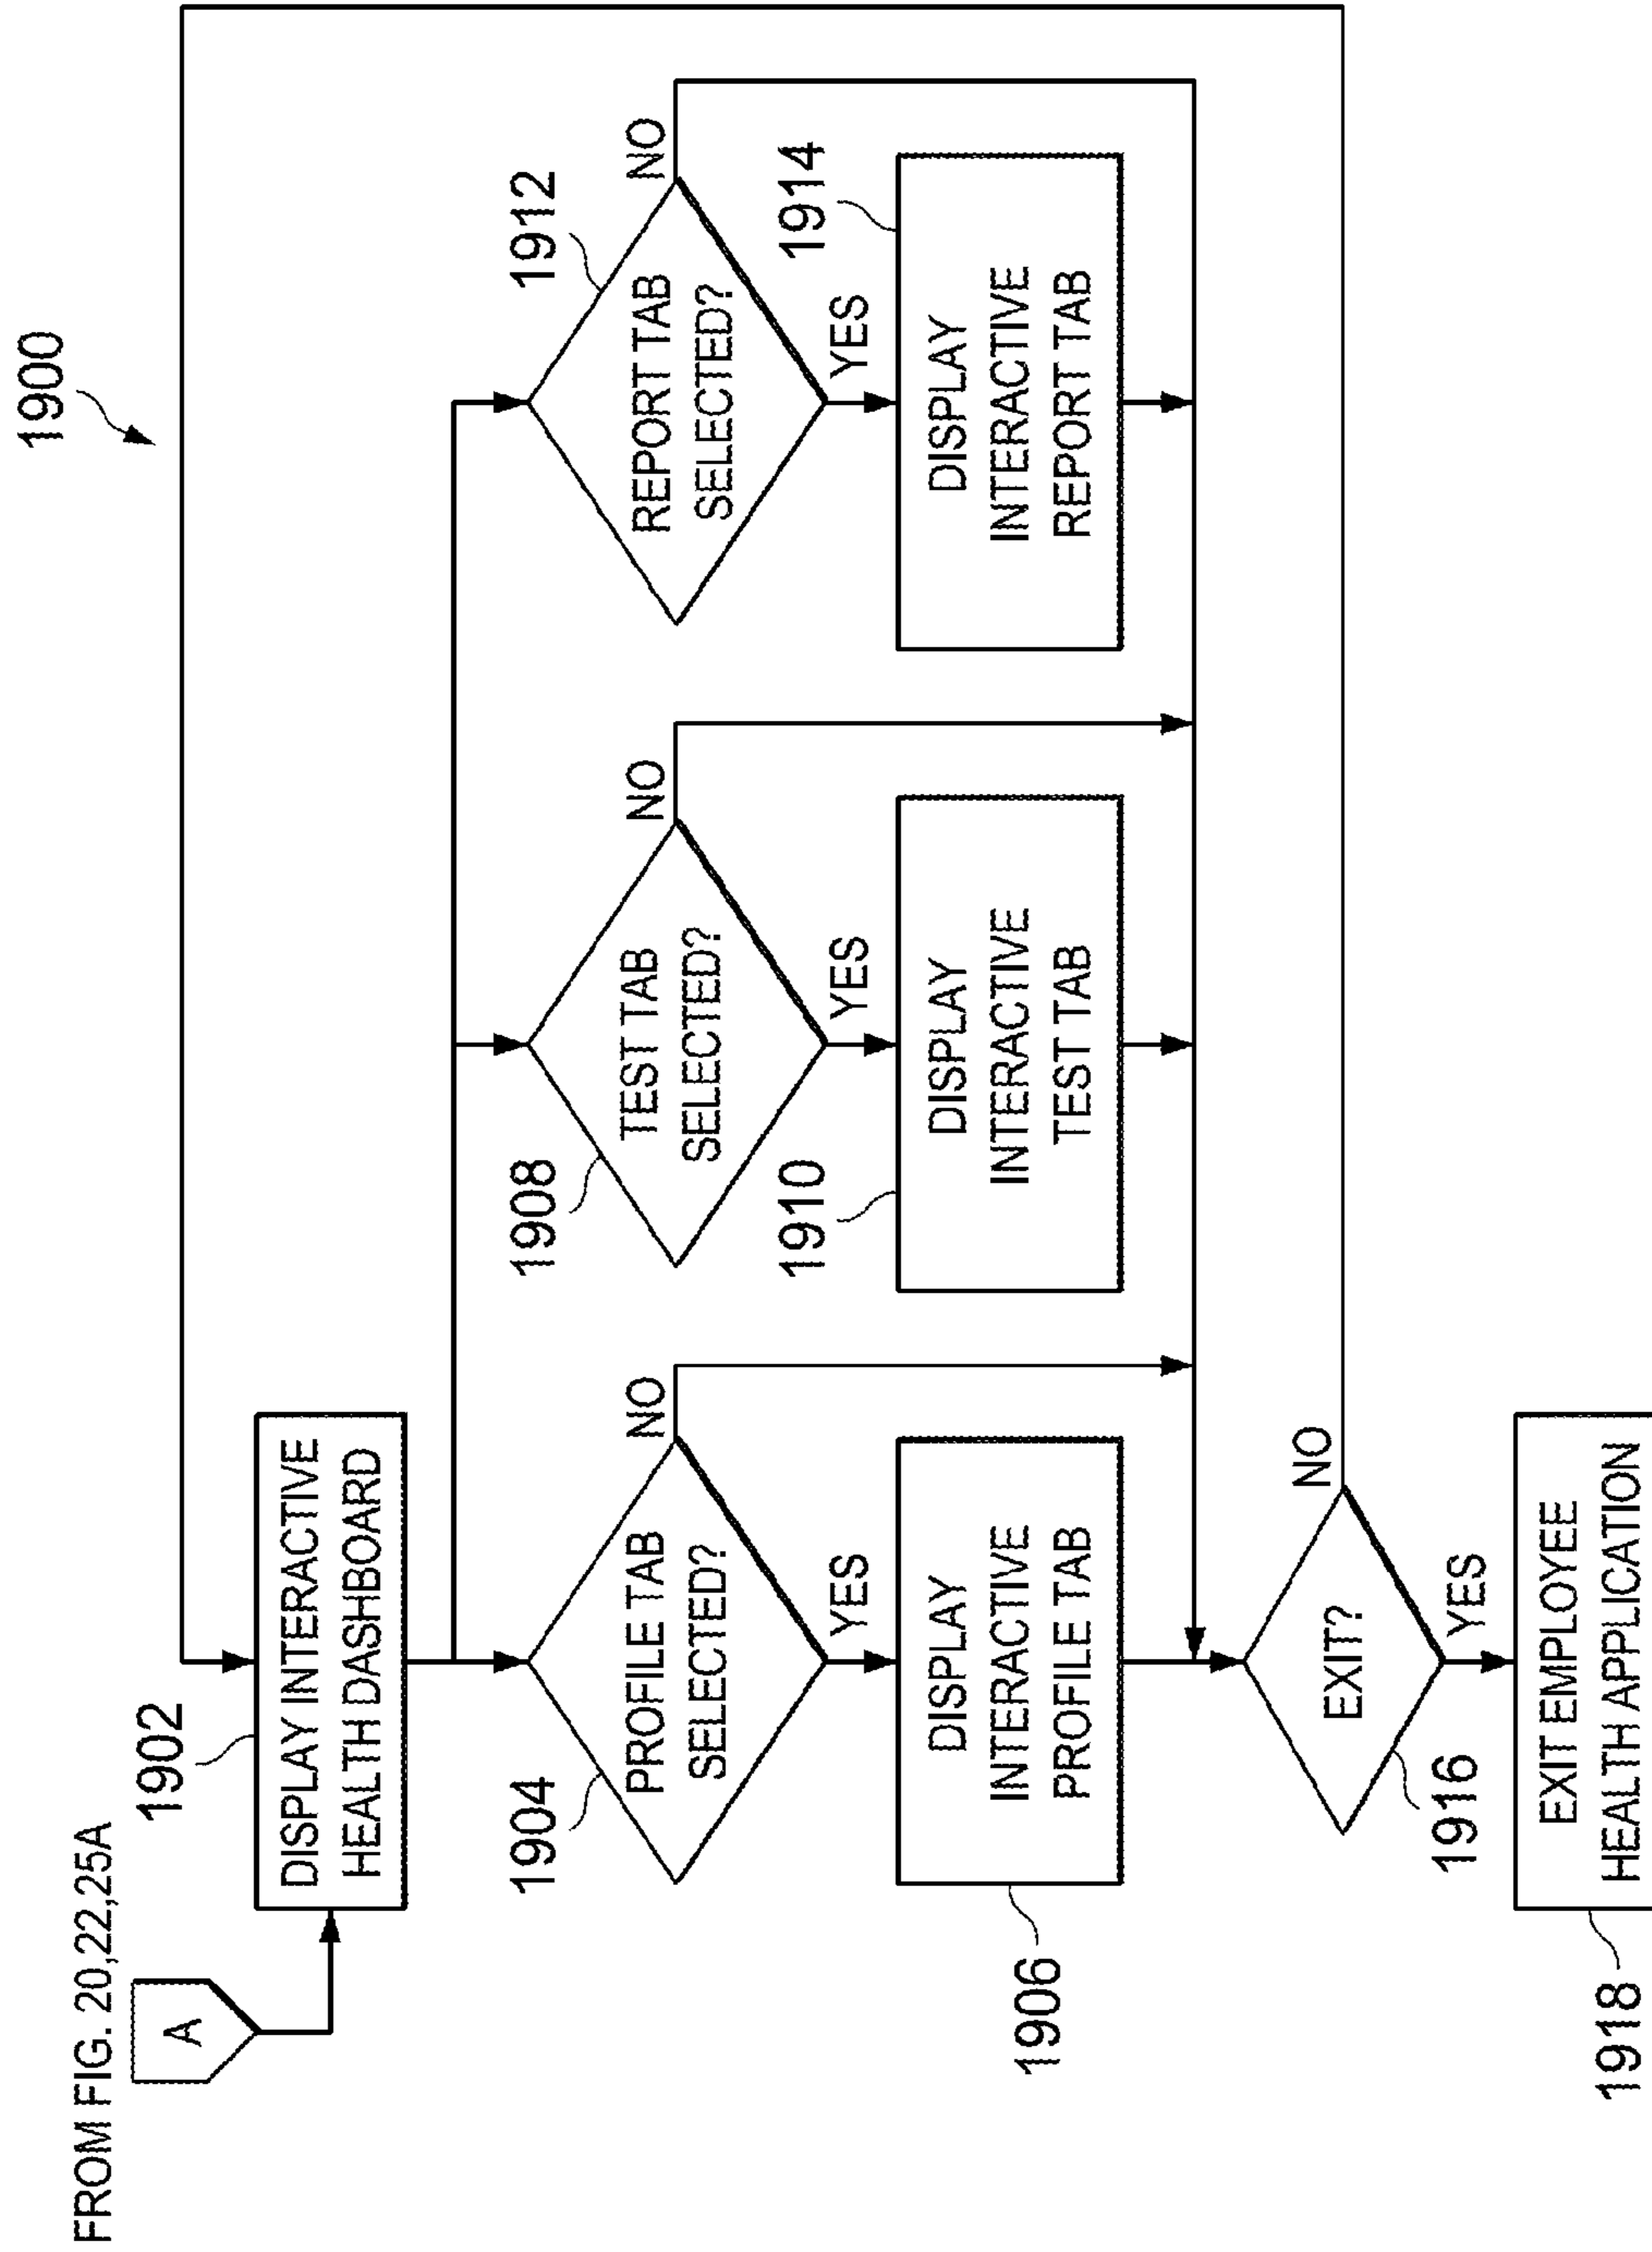 1900
FROM FIG. 20,22,25A
A
1902
DISPLAY INTERACTIVE
HEALTH DASHBOARD
1904
PROFILE TAB
SELECTED?
NO
YES
1908
TEST TAB
SELECTED?
NO
YES
1912
REPORT TAB
SELECTED?
NO
YES
1906
DISPLAY
INTERACTIVE
PROFILE TAB
1910
DISPLAY
INTERACTIVE
TEST TAB
1914
DISPLAY
INTERACTIVE
REPORT TAB
EXIT?
NO
1916
YES
1918
EXIT EMPLOYEE
HEALTH APPLICATION